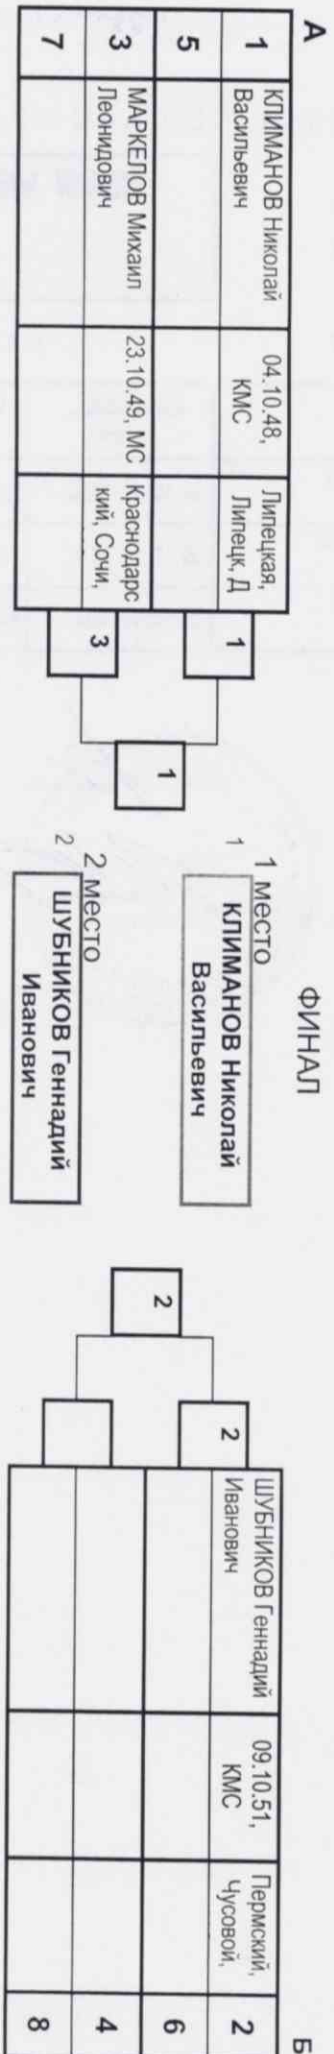 А
ФИНАЛ
Б
1
КЛИМАНОВ Николай
Васильевич
04.10.48,
КМС
Липецкая,
Липецк, Д
5
3
МАРКЕЛОВ Михаил
Леонидович
23.10.49, МС
Краснодарс
кий, Сочи,
7
1
3
1
1 место
1
КЛИМАНОВ Николай
Васильевич
2 место
2
ШУБНИКОВ Геннадий
Иванович
2
2
ШУБНИКОВ Геннадий
Иванович
09.10.51,
КМС
Пермский,
Чусовой,
2
6
4
8